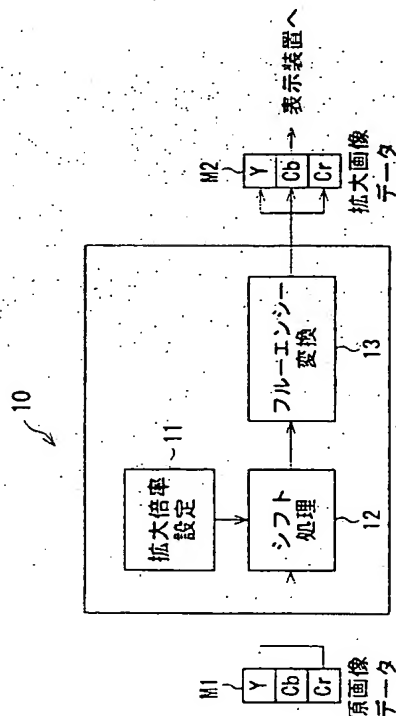 10
M1
Y
Cb
Cr
原画像
データ
拡大倍率
設定
11
シフト
処理
12
フルーエンシー
変換
13
M2
Y
Cb
Cr
表示装置へ
拡大画像
データ